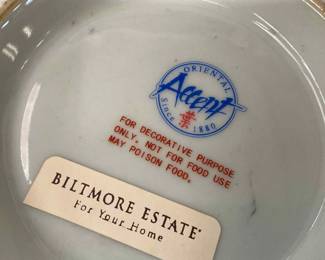 ORIENTAL
Accent
Since 1880
FOR DECORATIVE PURPOSE
ONLY. NOT FOR FOOD USE
MAY POISON FOOD.
BILTMORE ESTATE®
For Your Home